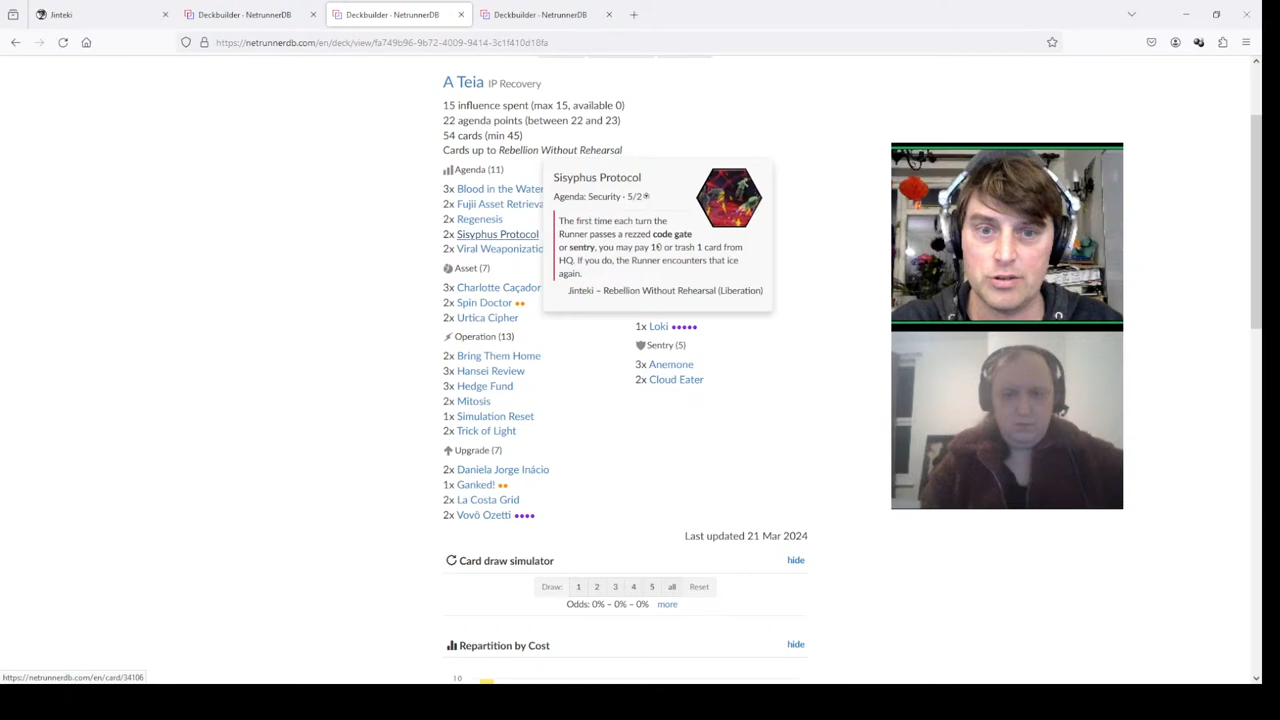 Jinteki
Deckbuilder · NetrunnerDB
Deckbuilder · NetrunnerDB
Deckbuilder · NetrunnerDB
https://netrunnerdb.com/en/deck/view/fa749b96-9b72-4009-9414-3c1f410d18fa
A Teia IP Recovery
15 influence spent (max 15, available 0)
22 agenda points (between 22 and 23)
54 cards (min 45)
Cards up to Rebellion Without Rehearsal
Agenda (11)
3x Blood in the Water
2x Fujii Asset Retrieva
2x Regenesis
2x Sisyphus Protocol
2x Viral Weaponizatio
Asset (7)
3x Charlotte Caçador
2x Spin Doctor
2x Urtica Cipher
Operation (13)
2x Bring Them Home
3x Hansei Review
3x Hedge Fund
2x Mitosis
1x Simulation Reset
2x Trick of Light
Upgrade (7)
2x Daniela Jorge Inácio
1x Ganked!
2x La Costa Grid
2x Vovô Ozetti
Sisyphus Protocol
Agenda: Security · 5/2
The first time each turn the
Runner passes a rezzed code gate
or sentry, you may pay 1 or trash 1 card from
HQ. If you do, the Runner encounters that ice
again.
Jinteki – Rebellion Without Rehearsal (Liberation)
1x Loki
Sentry (5)
3x Anemone
2x Cloud Eater
Last updated 21 Mar 2024
Card draw simulator hide
Draw: 1 2 3 4 5 all Reset
Odds: 0% – 0% – 0% more
Repartition by Cost hide
10
https://netrunnerdb.com/en/card/34106